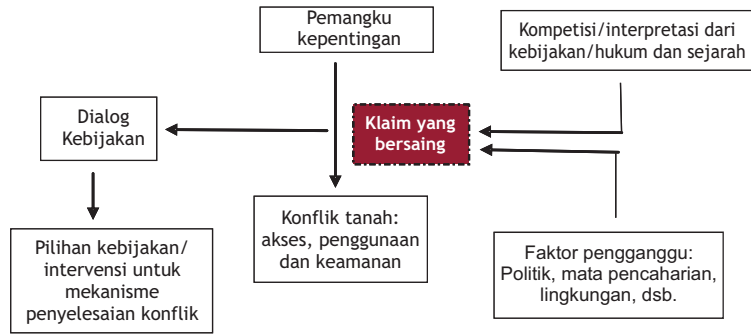 Pemangku
kepentingan
Kompetisi/interpretasi dari
kebijakan/hukum dan sejarah
Dialog
Kebijakan
Klaim yang
bersaing
Konflik tanah:
akses, penggunaan
dan keamanan
Pilihan kebijakan/
intervensi untuk
mekanisme
penyelesaian konflik
Faktor pengganggu:
Politik, mata pencaharian,
lingkungan, dsb.